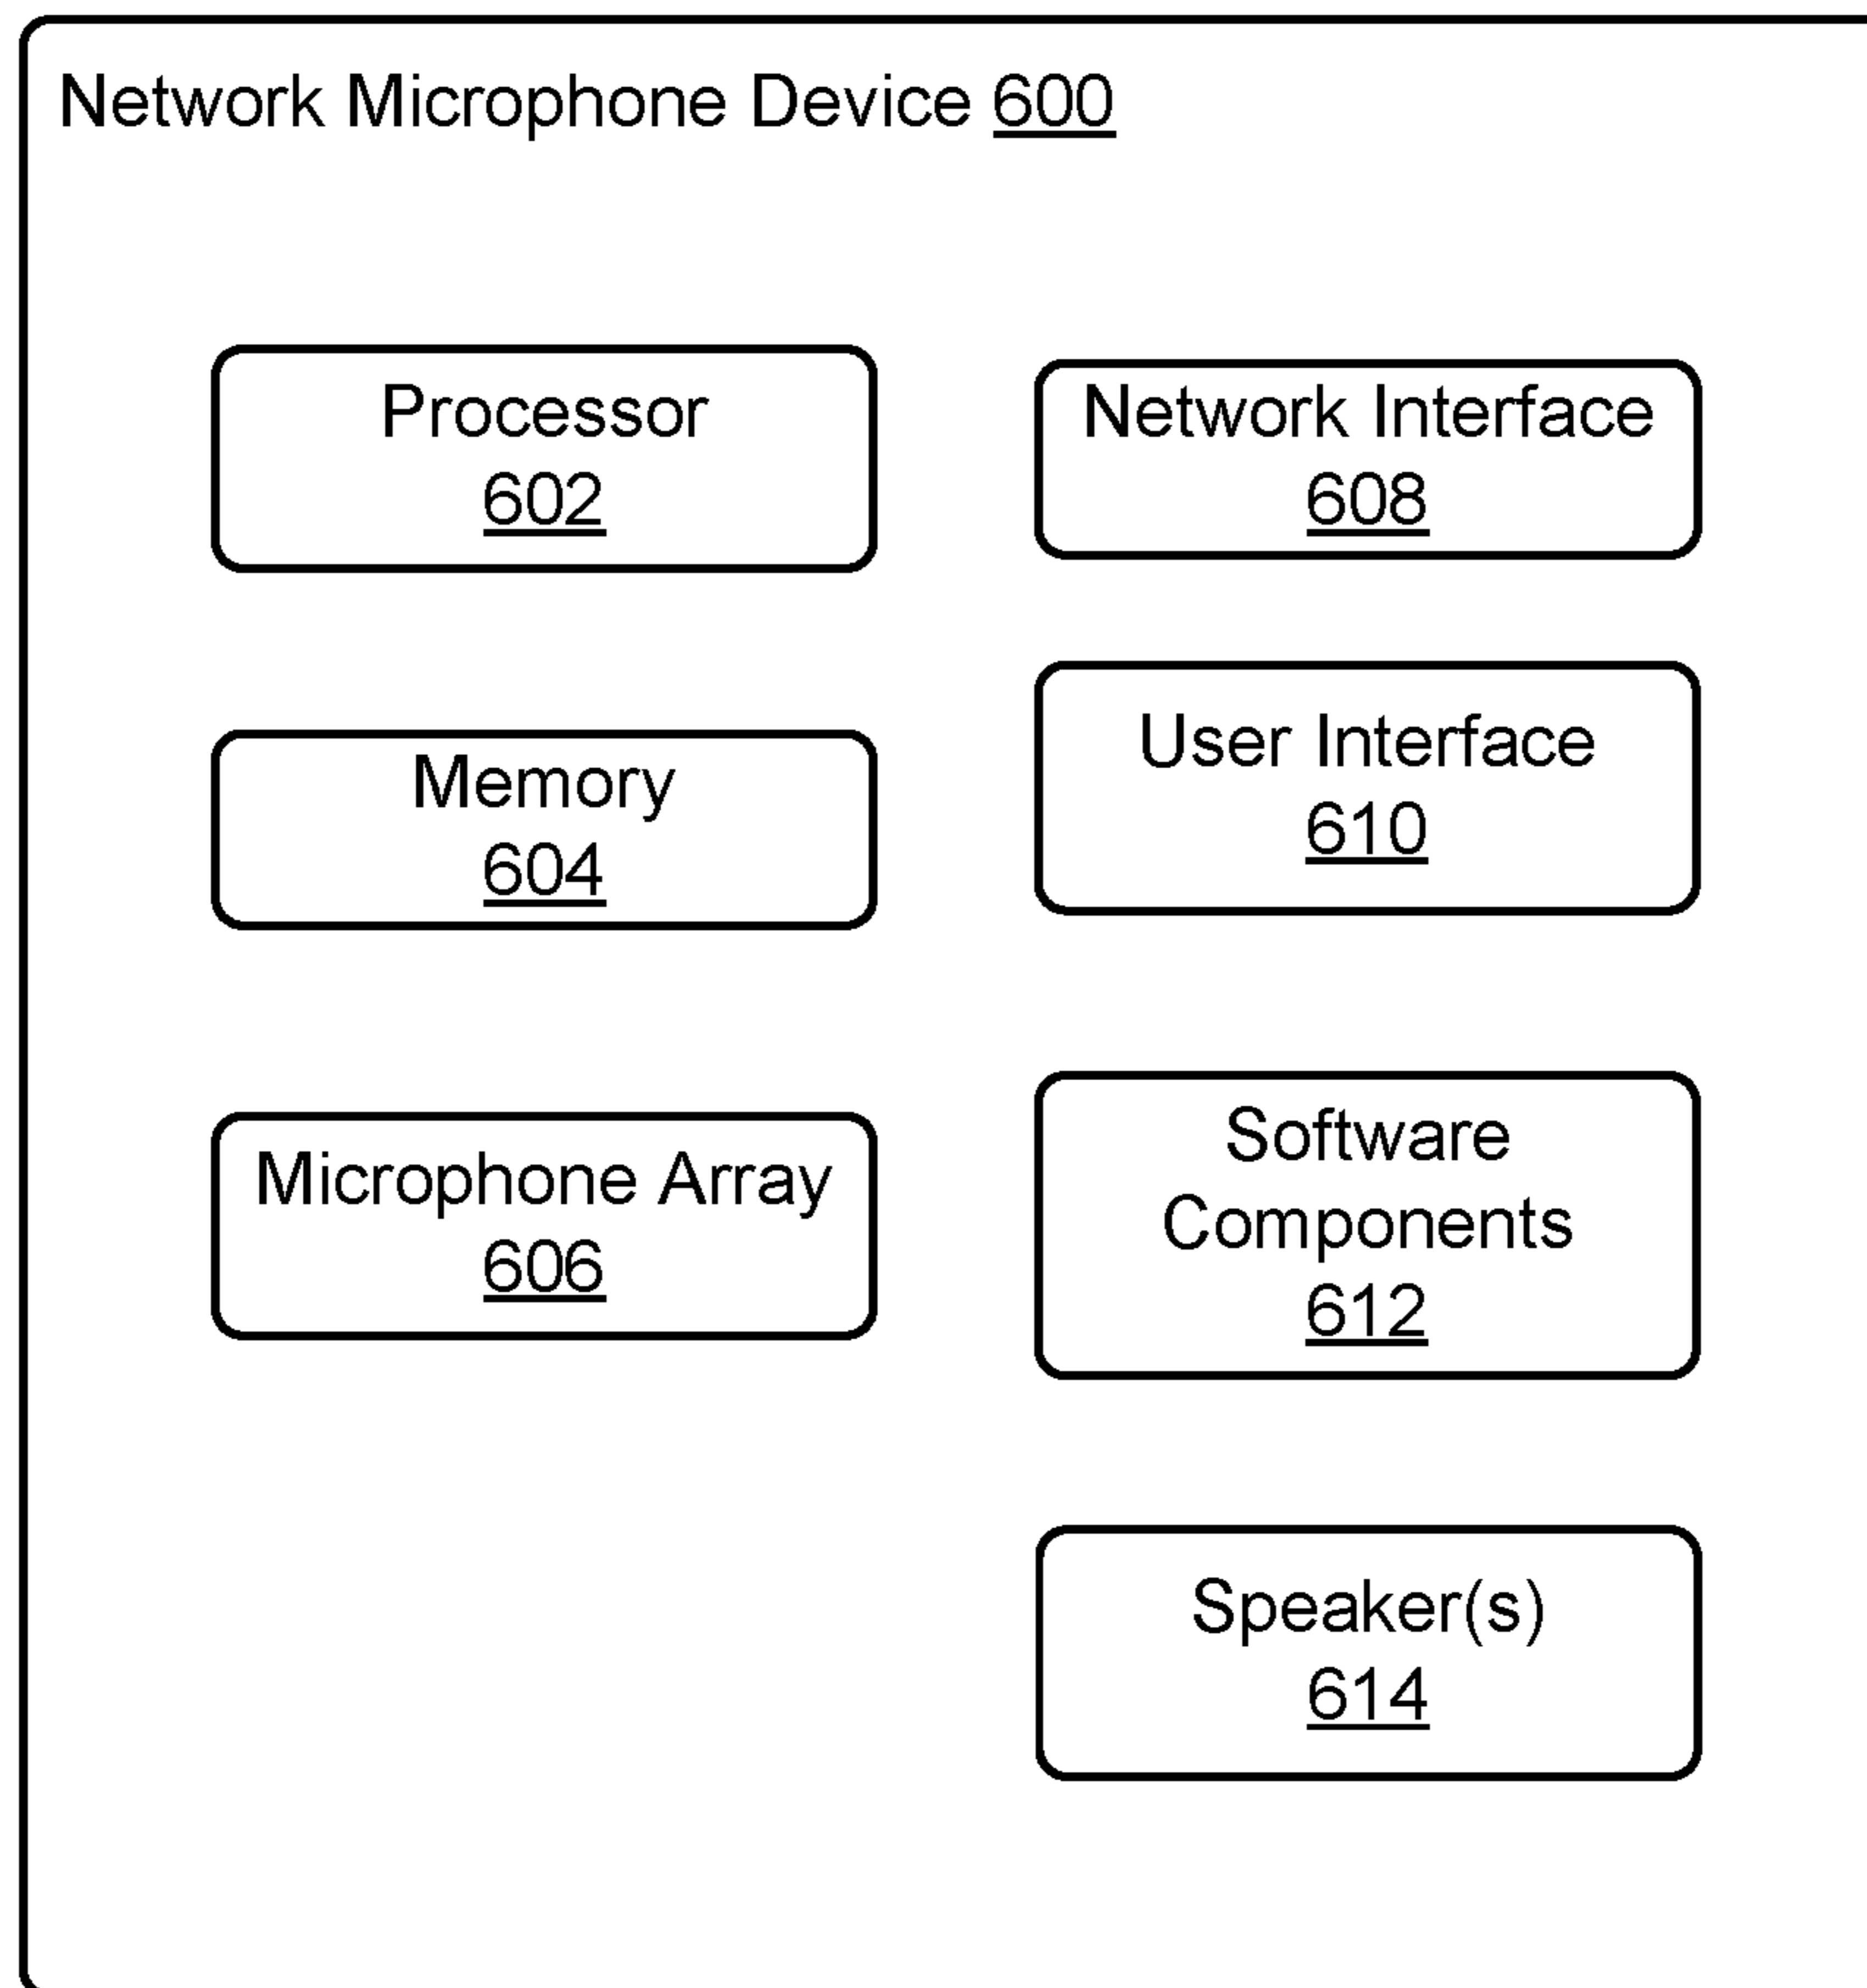 Network Microphone Device 600
Processor
602
Memory
604
Microphone Array
606
Network Interface
608
User Interface
610
Software
Components
612
Speaker(s)
614